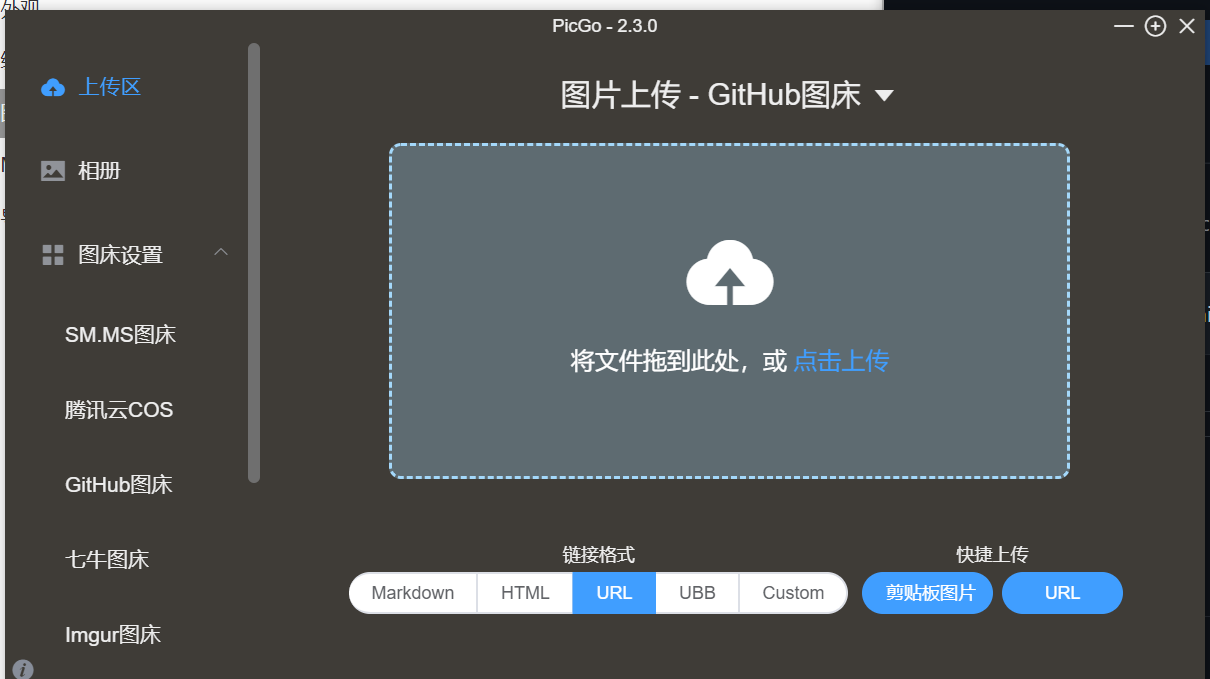 外观
PicGo - 2.3.0
上传区
图片上传 - GitHub图床
相册
图床设置
SM.MS图床
将文件拖到此处，或 点击上传
腾讯云COS
GitHub图床
七牛图床
链接格式
快捷上传
Markdown HTML URL UBB Custom 剪贴板图片 URL
Imgur图床